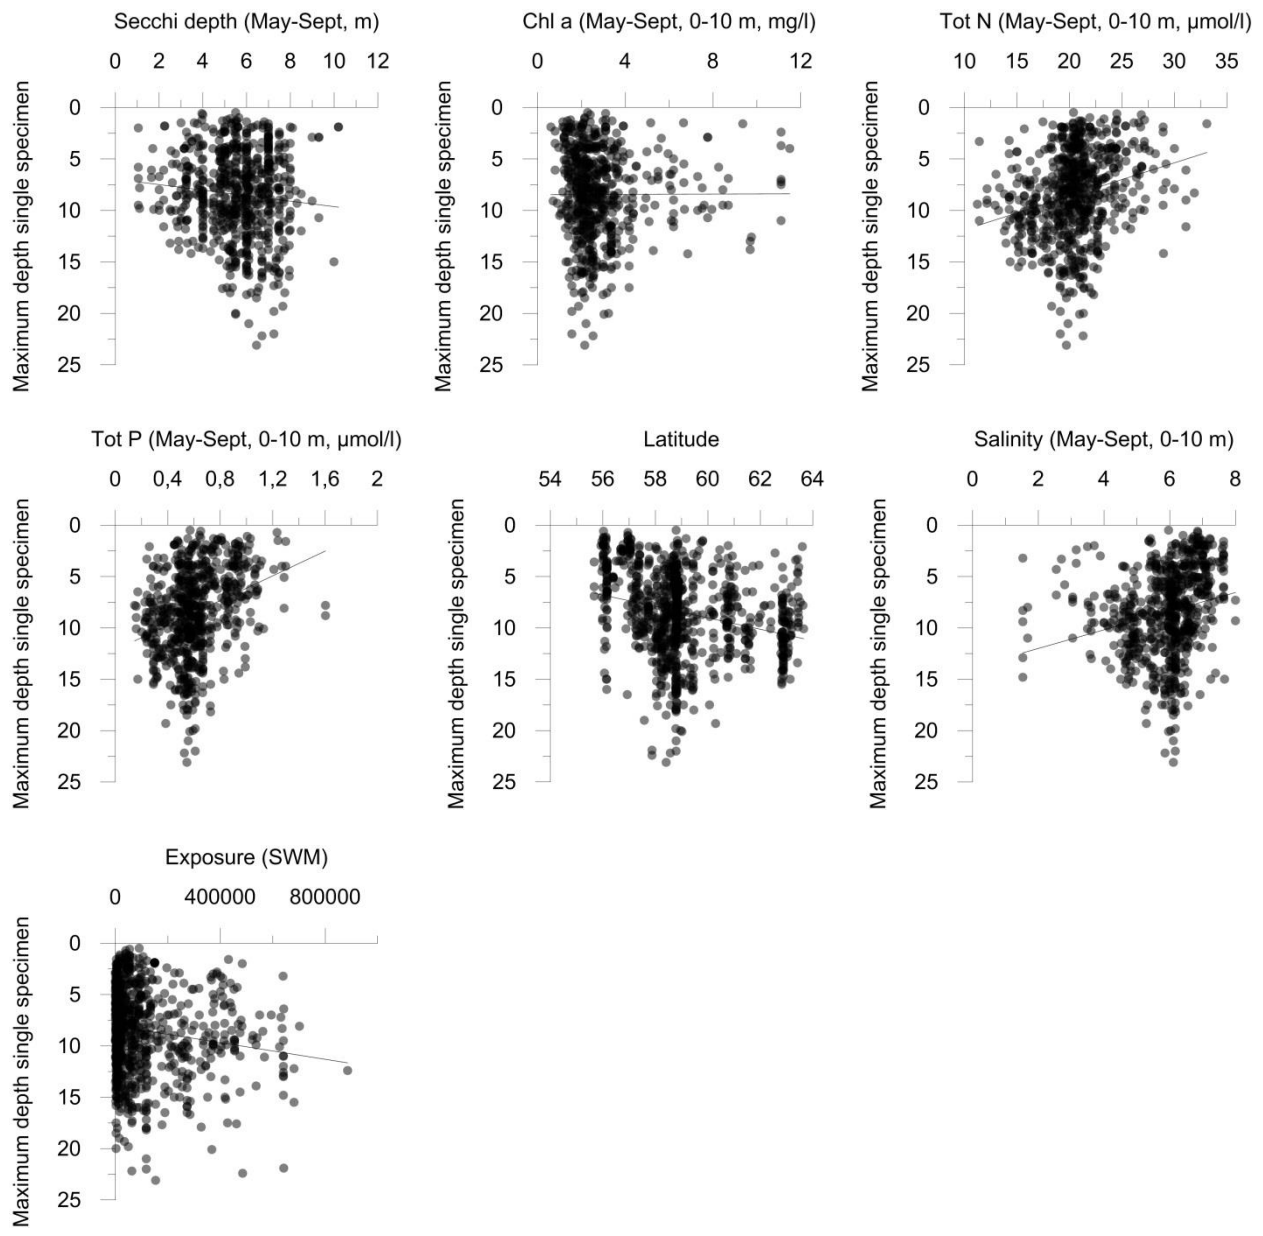 Secchi depth (May-Sept, m)
0 2 4 6 8 10 12
Maximum depth single specimen
0
5
10
15
20
25
Chl a (May-Sept, 0-10 m, mg/l)
0 4 8 12
Maximum depth single specimen
0
5
10
15
20
25
Tot N (May-Sept, 0-10 m, µmol/l)
10 15 20 25 30 35
Maximum depth single specimen
0
5
10
15
20
25
Tot P (May-Sept, 0-10 m, µmol/l)
0 0,4 0,8 1,2 1,6 2
Maximum depth single specimen
0
5
10
15
20
25
Latitude
54 56 58 60 62 64
Maximum depth single specimen
0
5
10
15
20
25
Salinity (May-Sept, 0-10 m)
0 2 4 6 8
Maximum depth single specimen
0
5
10
15
20
25
Exposure (SWM)
0 400000 800000
Maximum depth single specimen
0
5
10
15
20
25